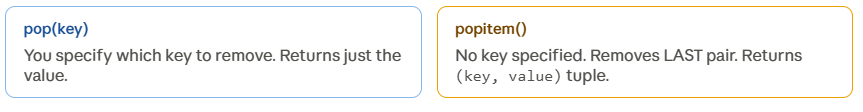 pop(key)
You specify which key to remove. Returns just the
value.
popitem()
No key specified. Removes LAST pair. Returns
(key, value) tuple.